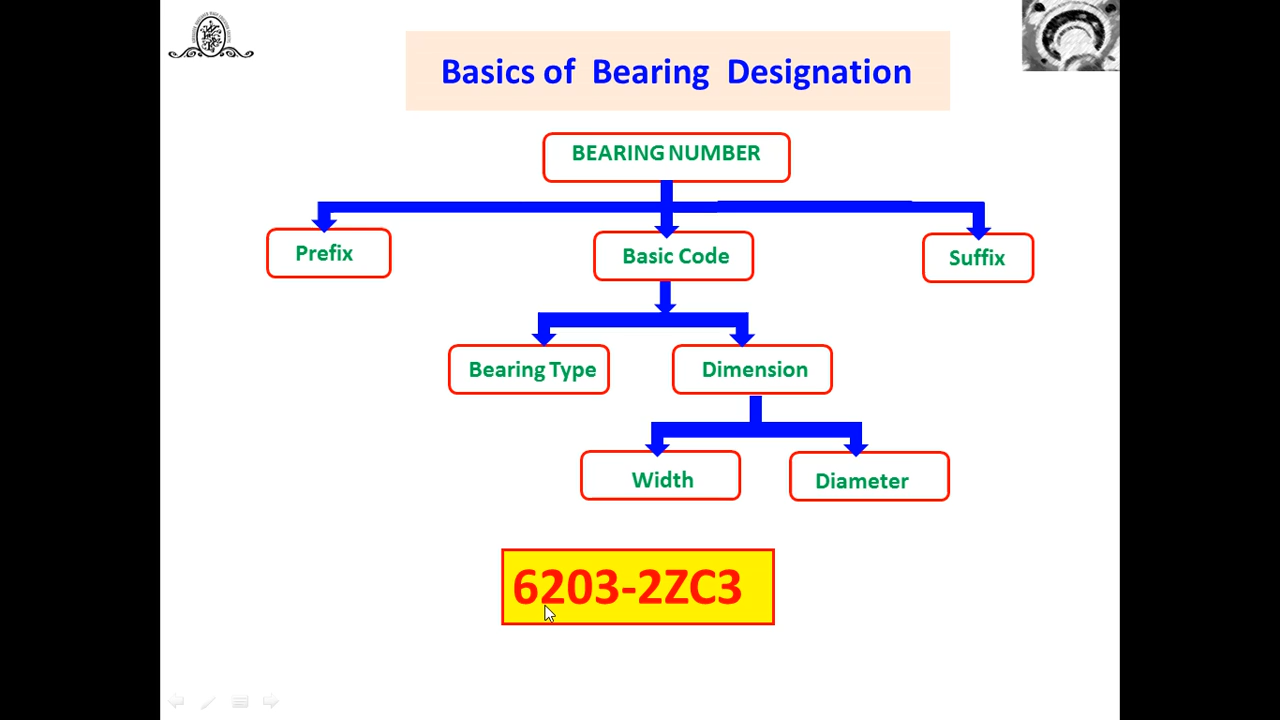 Basics of Bearing Designation
BEARING NUMBER
Prefix
Basic Code
Suffix
Bearing Type
Dimension
Width
Diameter
6203-2ZC3